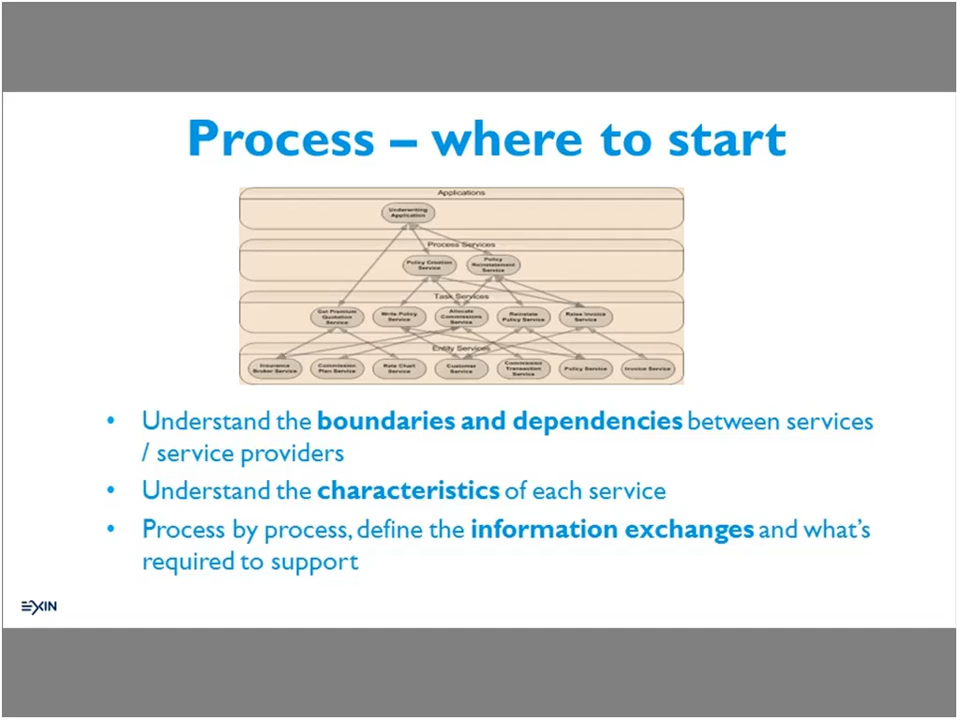 Process – where to start
Applications
Underwriting
Application
Process Services
Policy Creation
Service
Policy
Reinstatement
Service
Task Services
Get Premium
Quotation
Service
Write Policy
Service
Allocate
Commissions
Service
Reinstate
Policy Service
Raise Invoice
Service
Entity Services
Insurance
Broker Service
Commission
Plan Service
Rate Chart
Service
Customer
Service
Commission
Transaction
Service
Policy Service
Invoice Service
• Understand the boundaries and dependencies between services
/ service providers
• Understand the characteristics of each service
• Process by process, define the information exchanges and what's
required to support
EXIN